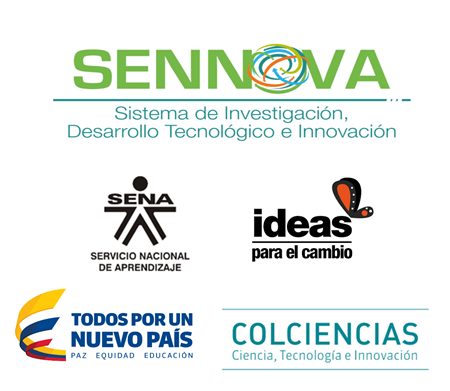 SENNOVA
Sistema de Investigación,
Desarrollo Tecnológico e Innovación
SENA
SERVICIO NACIONAL
DE APRENDIZAJE
ideas
para el cambio
TODOS POR UN
NUEVO PAÍS
PAZ EQUIDAD EDUCACIÓN
COLCIENCIAS
Ciencia, Tecnología e Innovación